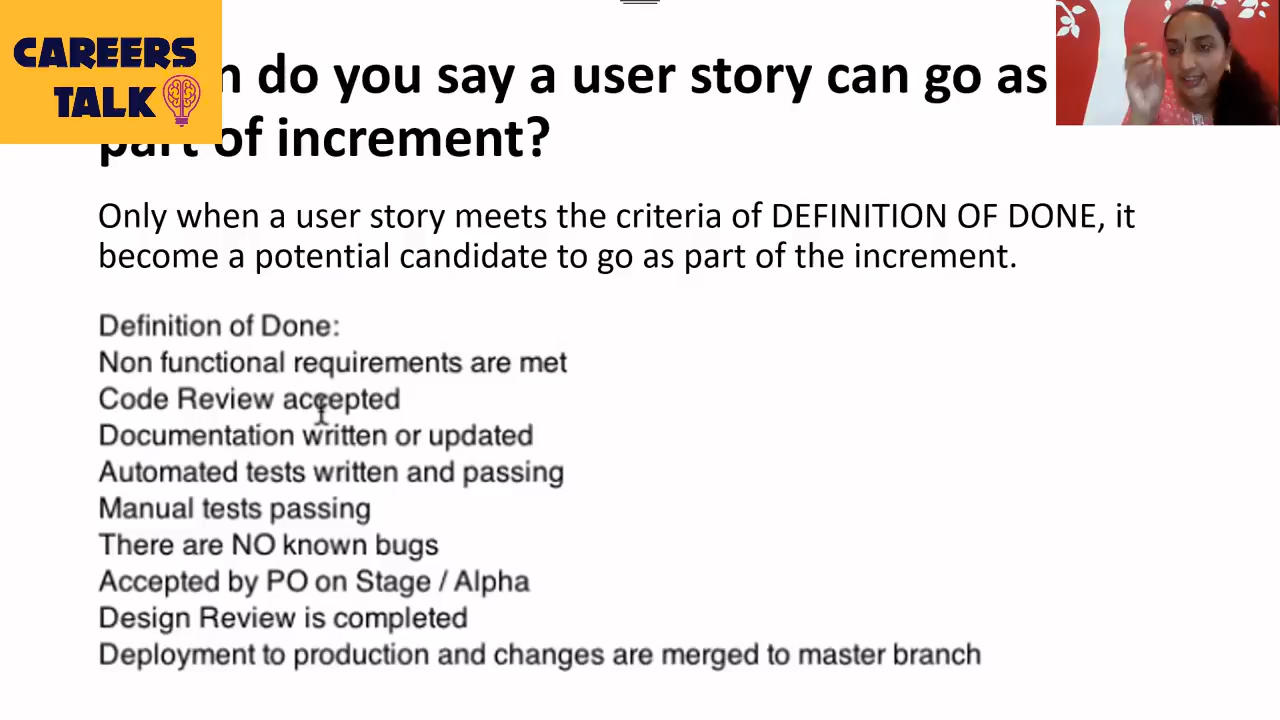 CAREERS
TALK
n do you say a user story can go as
part of increment?
Only when a user story meets the criteria of DEFINITION OF DONE, it
become a potential candidate to go as part of the increment.
Definition of Done:
Non functional requirements are met
Code Review accepted
Documentation written or updated
Automated tests written and passing
Manual tests passing
There are NO known bugs
Accepted by PO on Stage / Alpha
Design Review is completed
Deployment to production and changes are merged to master branch